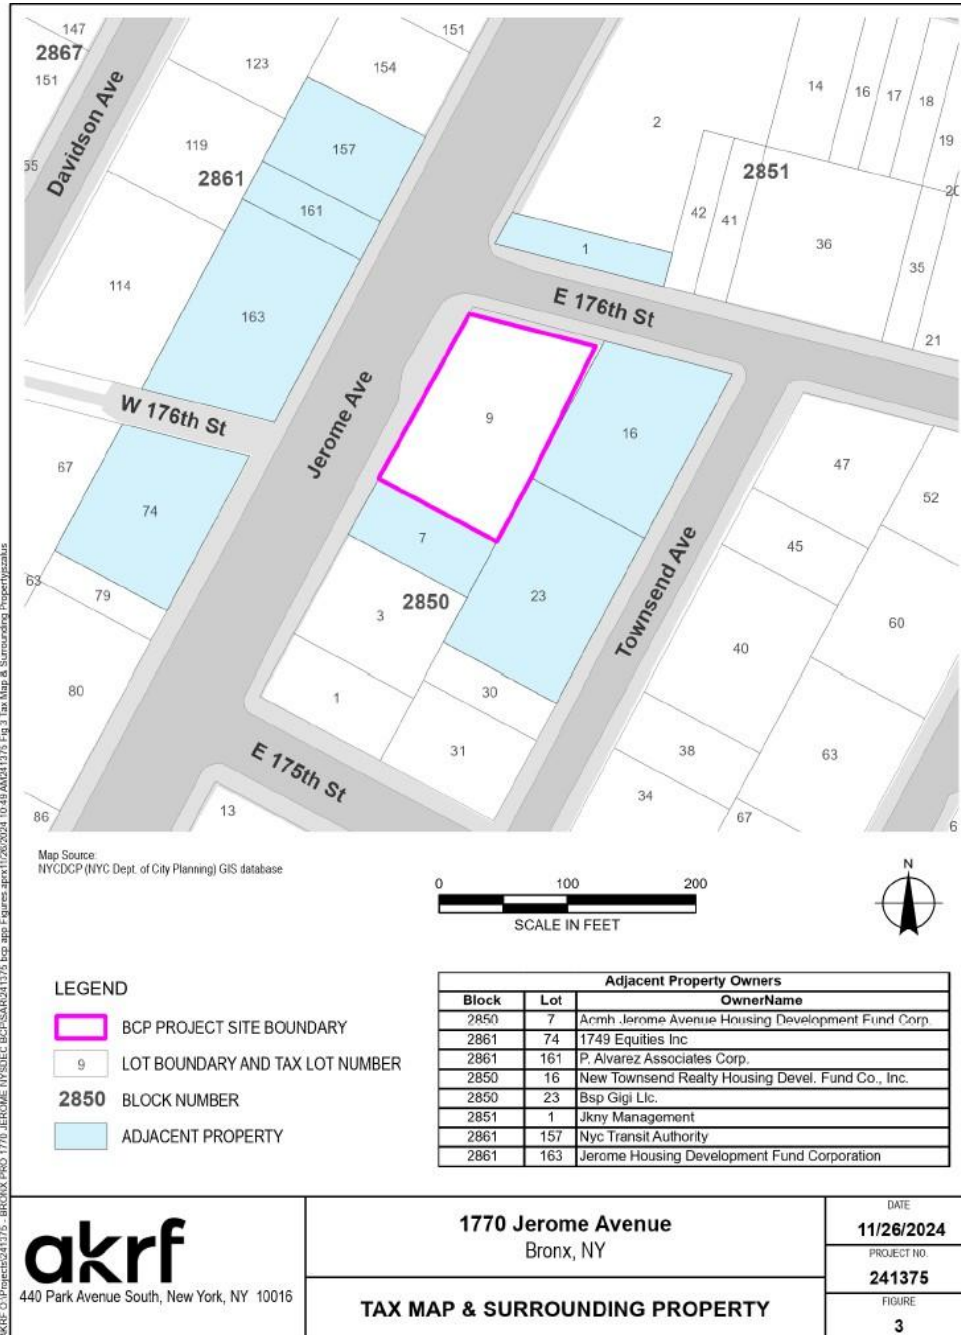 147
2867
151
Davidson Ave
55
123
119
2861
114
151
154
157
161
163
W 176th St
67
74
63
79
80
86
Jerome Ave
2
14
16
17
18
19
20
2851
42
41
36
35
21
1
E 176th St
9
16
7
23
2850
3
1
30
31
Townsend Ave
47
52
45
60
40
38
63
34
67
6
E 175th St
13
Map Source:
NYCDCP (NYC Dept. of City Planning) GIS database
0 100 200
SCALE IN FEET
N
LEGEND
BCP PROJECT SITE BOUNDARY
9 LOT BOUNDARY AND TAX LOT NUMBER
2850 BLOCK NUMBER
ADJACENT PROPERTY
Adjacent Property Owners
Block Lot OwnerName
2850 7 Acmh Jerome Avenue Housing Development Fund Corp.
2861 74 1749 Equities Inc
2861 161 P. Alvarez Associates Corp.
2850 16 New Townsend Realty Housing Devel. Fund Co., Inc.
2850 23 Bsp Gigi Llc.
2851 1 Jkny Management
2861 157 Nyc Transit Authority
2861 163 Jerome Housing Development Fund Corporation
akrf
440 Park Avenue South, New York, NY 10016
1770 Jerome Avenue
Bronx, NY
TAX MAP & SURROUNDING PROPERTY
DATE
11/26/2024
PROJECT NO.
241375
FIGURE
3